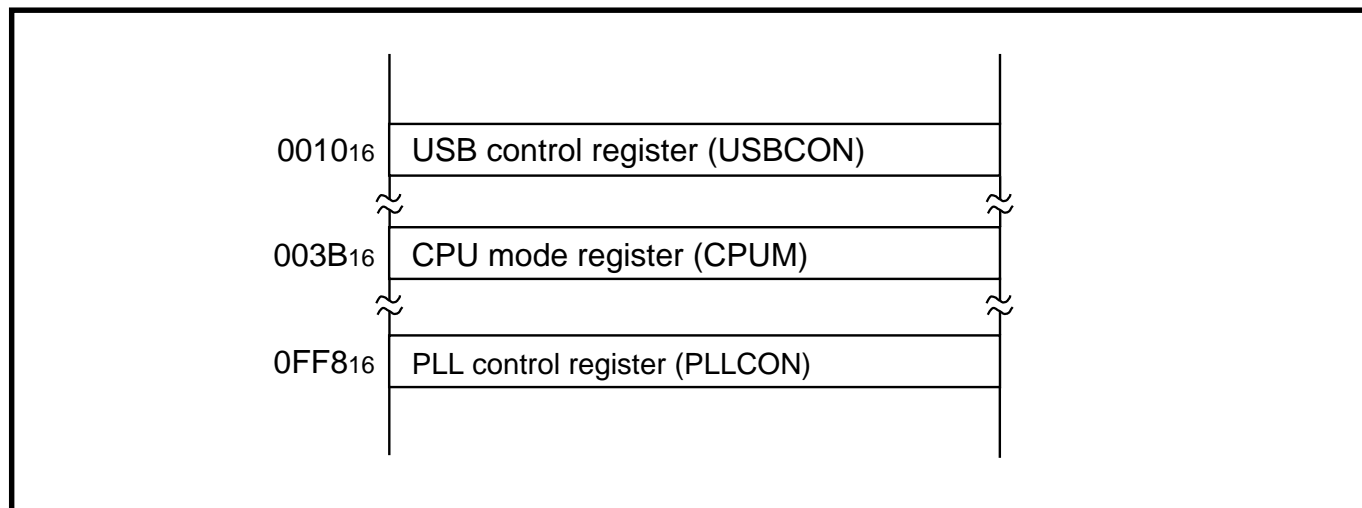 0010₁₆ USB control register (USBCON)
003B₁₆ CPU mode register (CPUM)
0FF8₁₆ PLL control register (PLLCON)